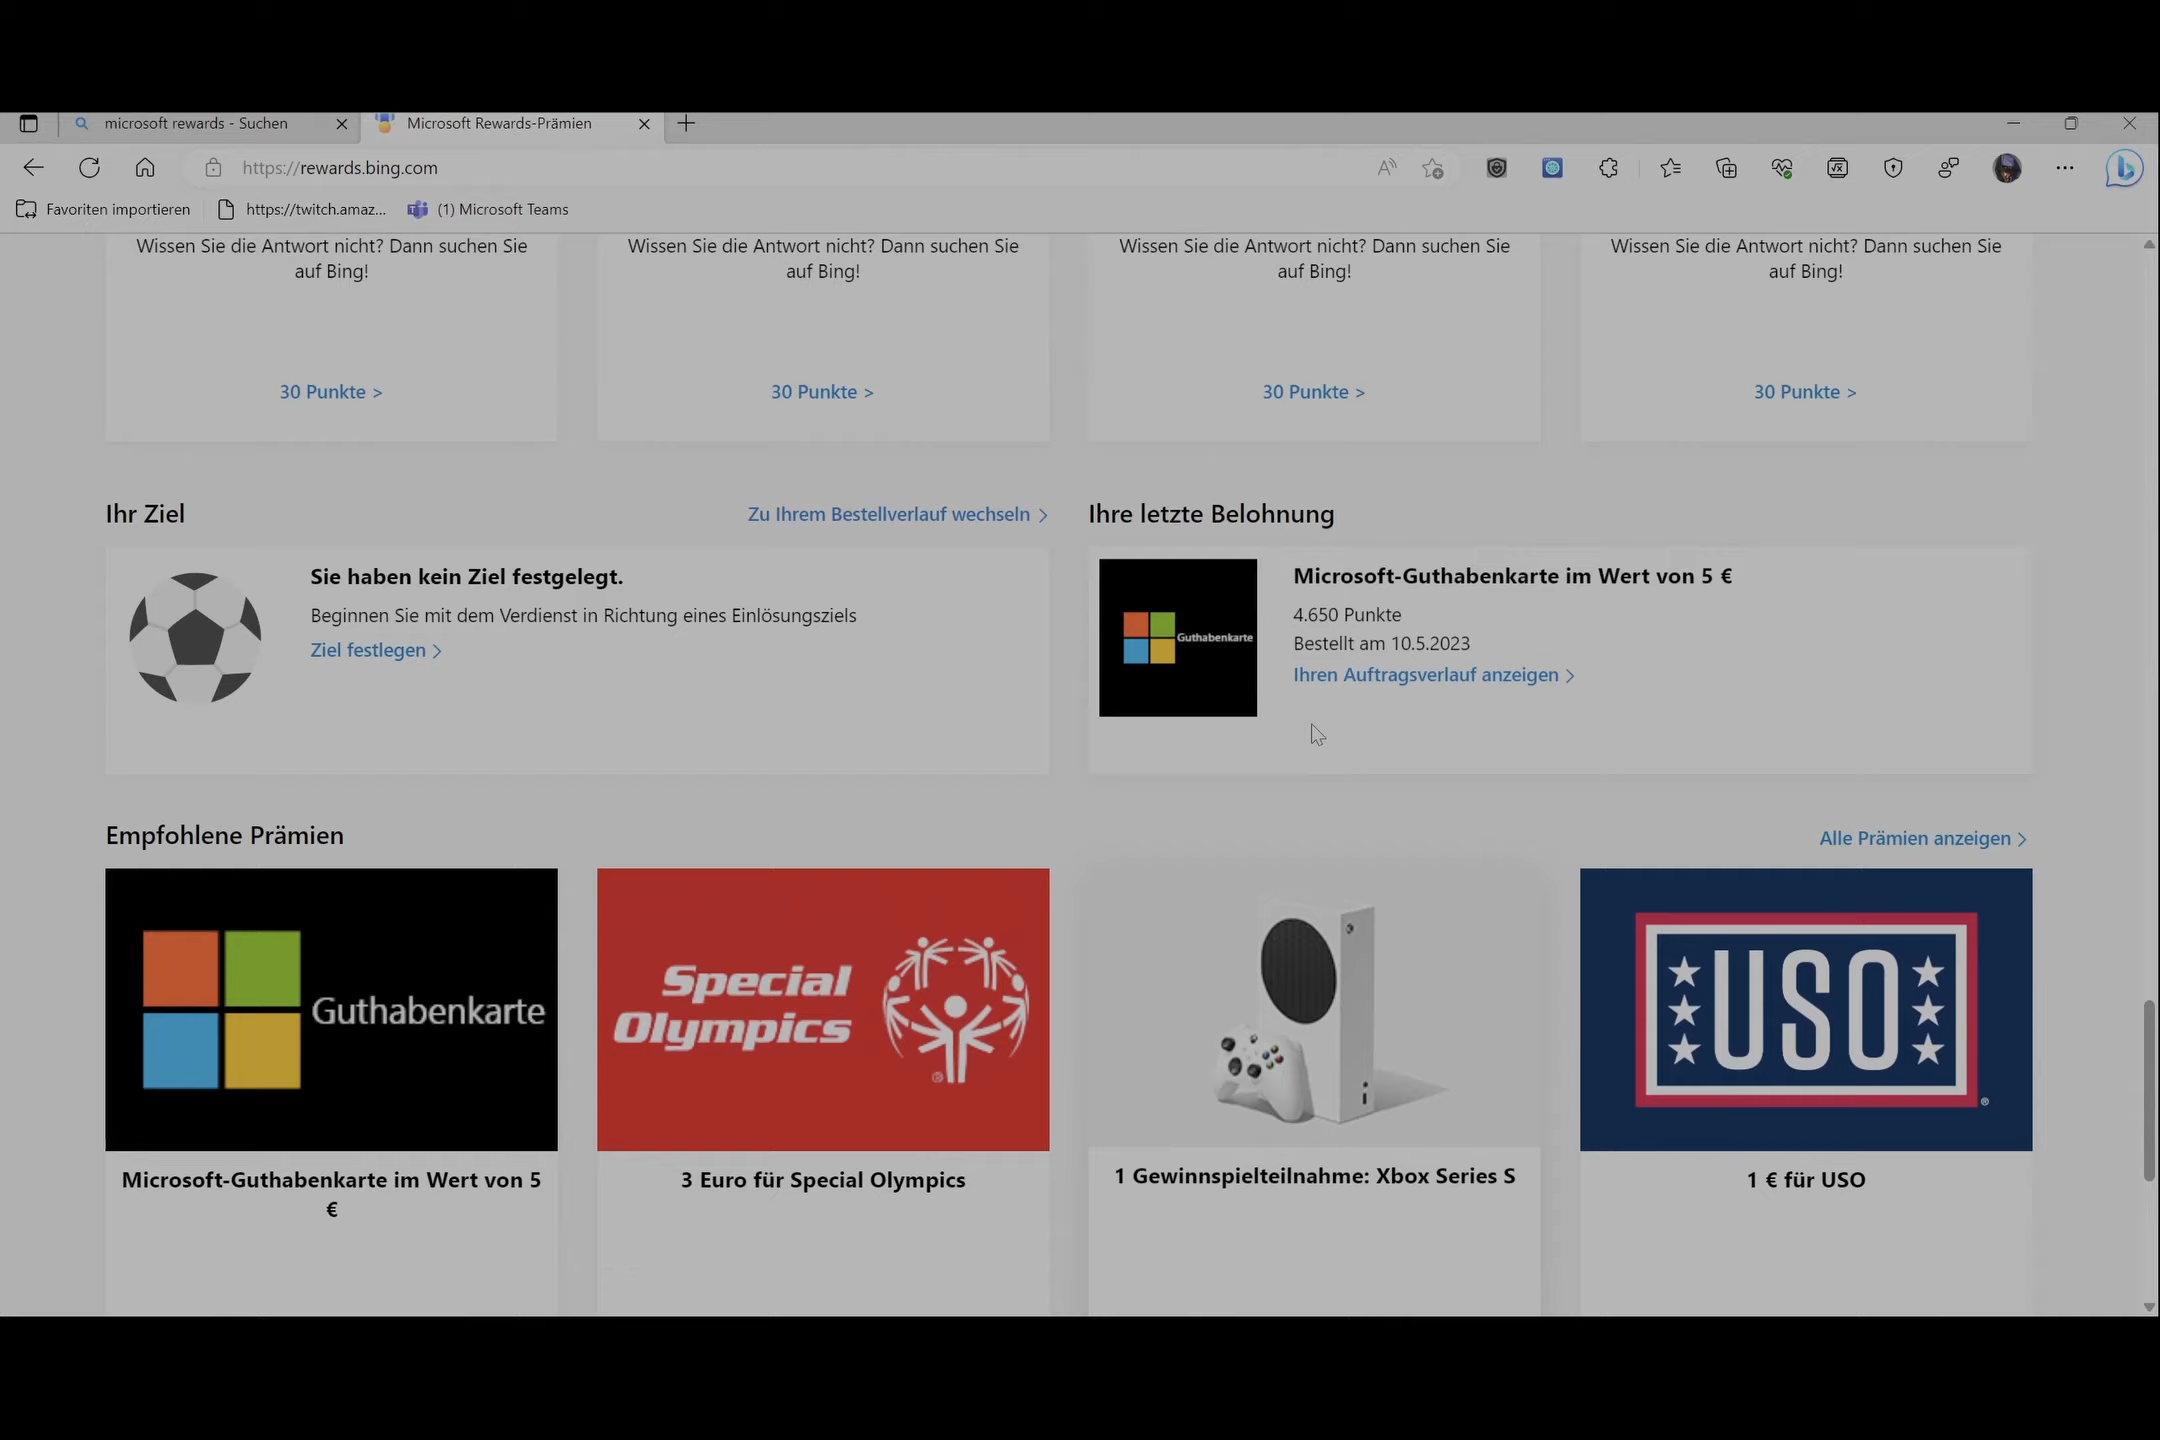 microsoft rewards - Suchen
Microsoft Rewards-Prämien
https://rewards.bing.com
Favoriten importieren
https://twitch.amaz...
(1) Microsoft Teams
Wissen Sie die Antwort nicht? Dann suchen Sie
auf Bing!
30 Punkte >
Wissen Sie die Antwort nicht? Dann suchen Sie
auf Bing!
30 Punkte >
Wissen Sie die Antwort nicht? Dann suchen Sie
auf Bing!
30 Punkte >
Wissen Sie die Antwort nicht? Dann suchen Sie
auf Bing!
30 Punkte >
Ihr Ziel
Zu Ihrem Bestellverlauf wechseln >
Sie haben kein Ziel festgelegt.
Beginnen Sie mit dem Verdienst in Richtung eines Einlösungsziels
Ziel festlegen >
Ihre letzte Belohnung
Guthabenkarte
Microsoft-Guthabenkarte im Wert von 5 €
4.650 Punkte
Bestellt am 10.5.2023
Ihren Auftragsverlauf anzeigen >
Empfohlene Prämien
Alle Prämien anzeigen >
Guthabenkarte
Microsoft-Guthabenkarte im Wert von 5
€
Special
Olympics
®
3 Euro für Special Olympics
1 Gewinnspielteilnahme: Xbox Series S
USO
®
1 € für USO